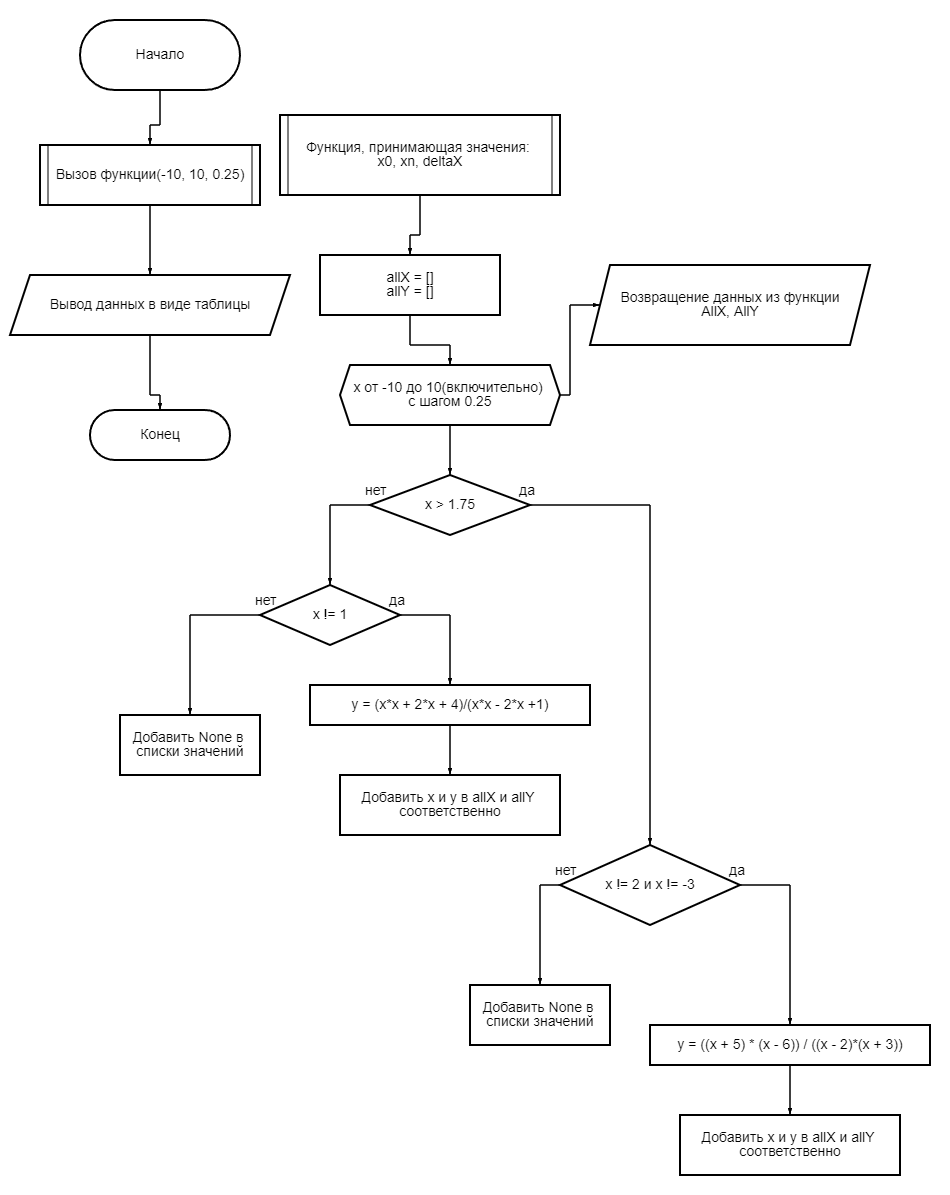 Начало
Вызов функции(-10, 10, 0.25)
Вывод данных в виде таблицы
Конец
Функция, принимающая значения:
x0, xn, deltaX
allX = []
allY = []
Возвращение данных из функции
AllX, AllY
x от -10 до 10(включительно)
с шагом 0.25
нет
да
x > 1.75
нет
да
x != 1
y = (x*x + 2*x + 4)/(x*x - 2*x +1)
Добавить None в
списки значений
Добавить x и y в allX и allY
соответственно
нет
да
x != 2 и x != -3
Добавить None в
списки значений
y = ((x + 5) * (x - 6)) / ((x - 2)*(x + 3))
Добавить x и y в allX и allY
соответственно